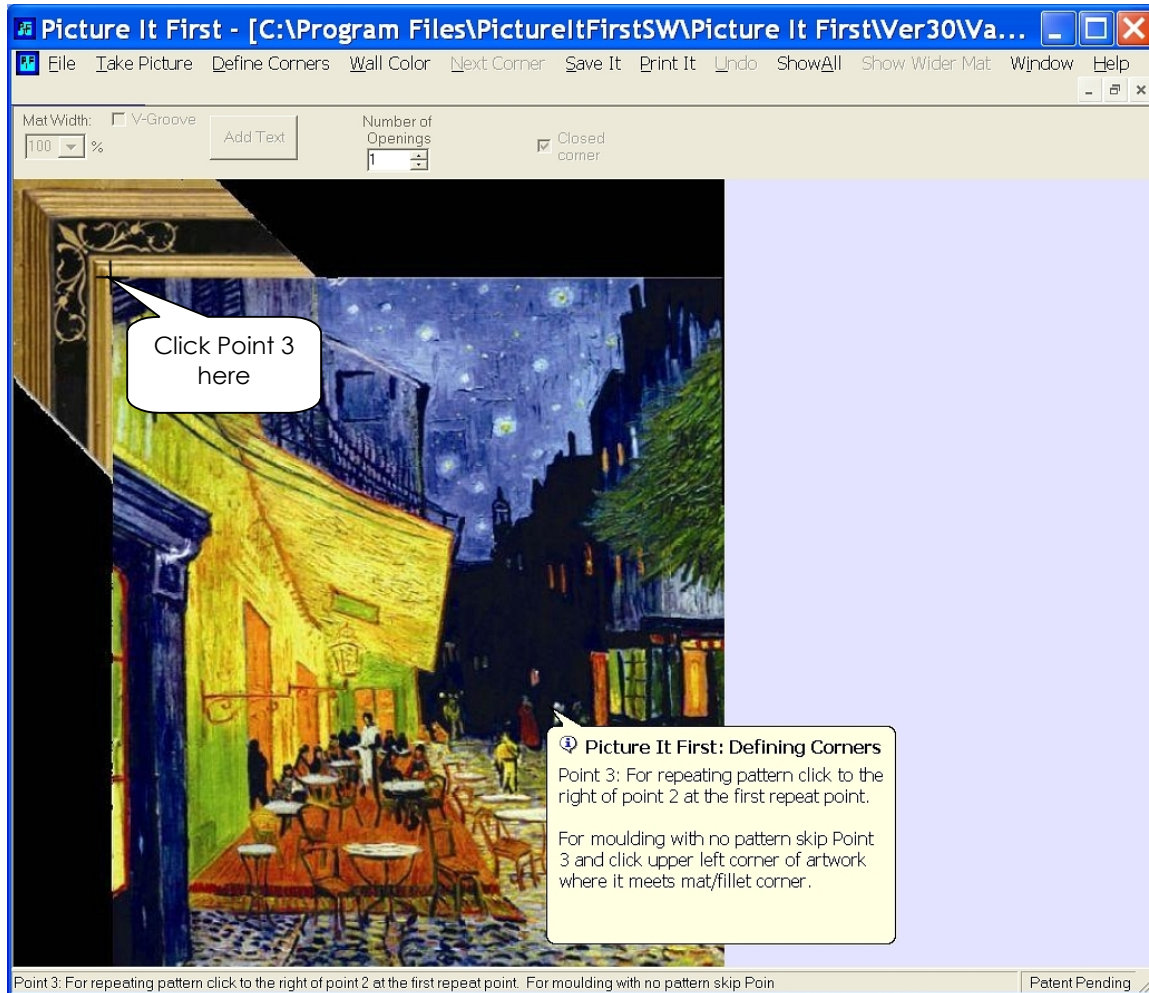 Picture It First - [C:\Program Files\PictureItFirstSW\Picture It First\Ver30\Va...
File Take Picture Define Corners Wall Color Next Corner Save It Print It Undo ShowAll Show Wider Mat Window Help
Mat Width: V-Groove
100 %
Add Text
Number of
Openings
1
Closed
corner
Click Point 3
here
Picture It First: Defining Corners
Point 3: For repeating pattern click to the
right of point 2 at the first repeat point.
For moulding with no pattern skip Point
3 and click upper left corner of artwork
where it meets mat/fillet corner.
Point 3: For repeating pattern click to the right of point 2 at the first repeat point. For moulding with no pattern skip Poin
Patent Pending